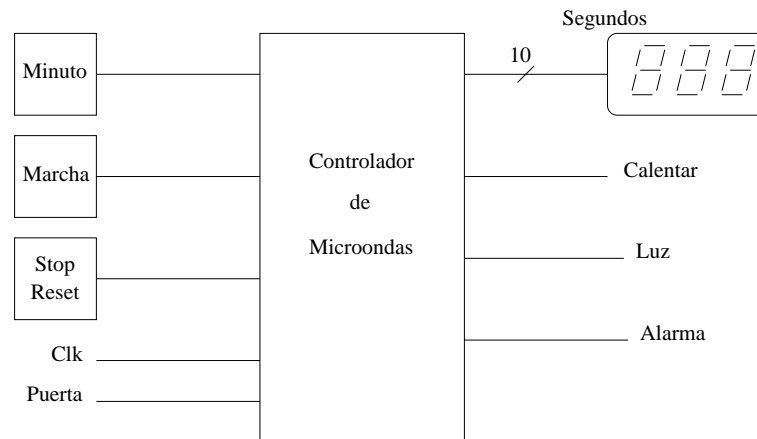 Segundos
10
Minuto
Marcha
Stop
Reset
Clk
Puerta
Controlador
de
Microondas
Calentar
Luz
Alarma